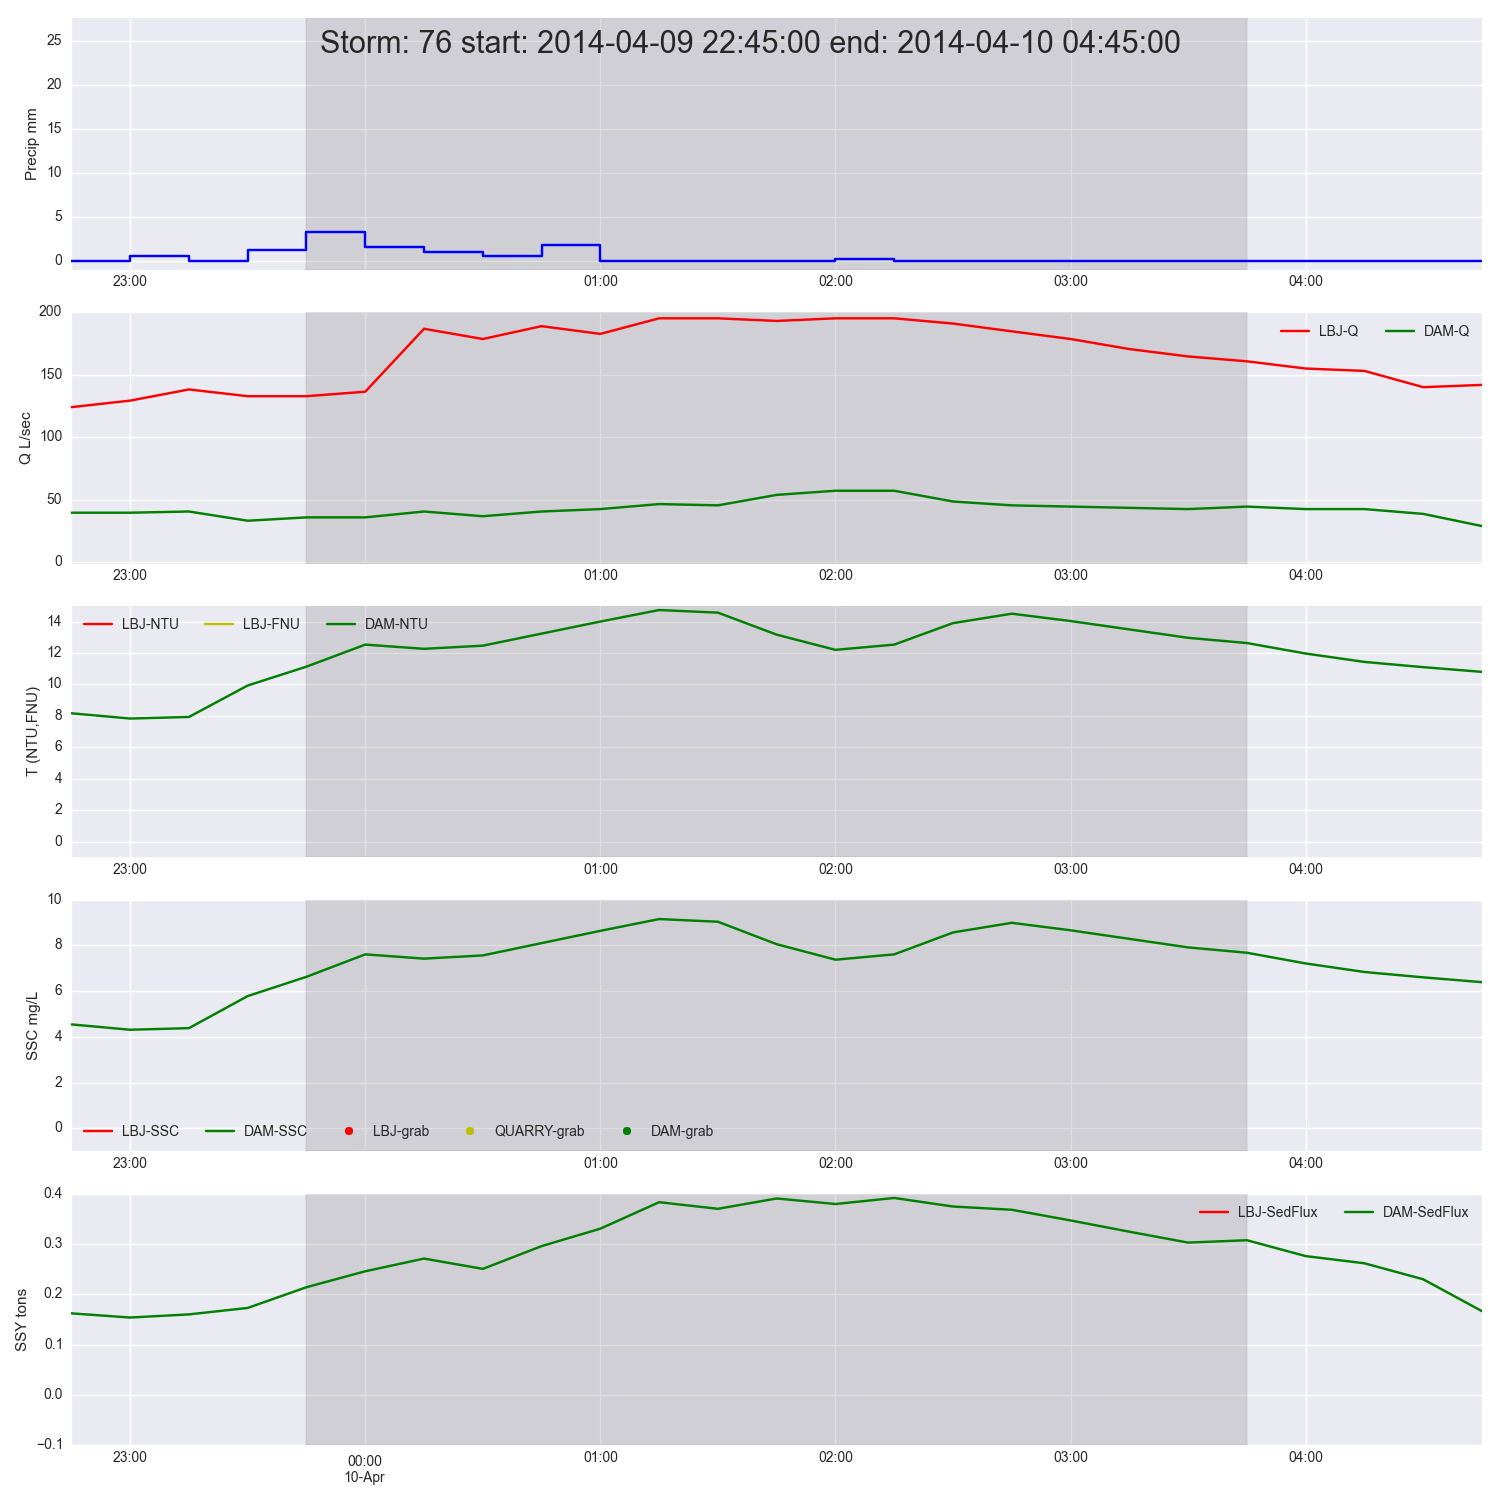 Storm: 76 start: 2014-04-09 22:45:00 end: 2014-04-10 04:45:00
25
20
15
10
5
0
Precip mm
23:00 01:00 02:00 03:00 04:00
LBJ-Q DAM-Q
200
150
100
50
0
Q L/sec
23:00 01:00 02:00 03:00 04:00
LBJ-NTU LBJ-FNU DAM-NTU
14
12
10
8
6
4
2
0
T (NTU,FNU)
23:00 01:00 02:00 03:00 04:00
10
8
6
4
2
0
SSC mg/L
LBJ-SSC DAM-SSC LBJ-grab QUARRY-grab DAM-grab
23:00 01:00 02:00 03:00 04:00
LBJ-SedFlux DAM-SedFlux
0.4
0.3
0.2
0.1
0.0
−0.1
SSY tons
23:00 00:00 01:00 02:00 03:00 04:00
10-Apr